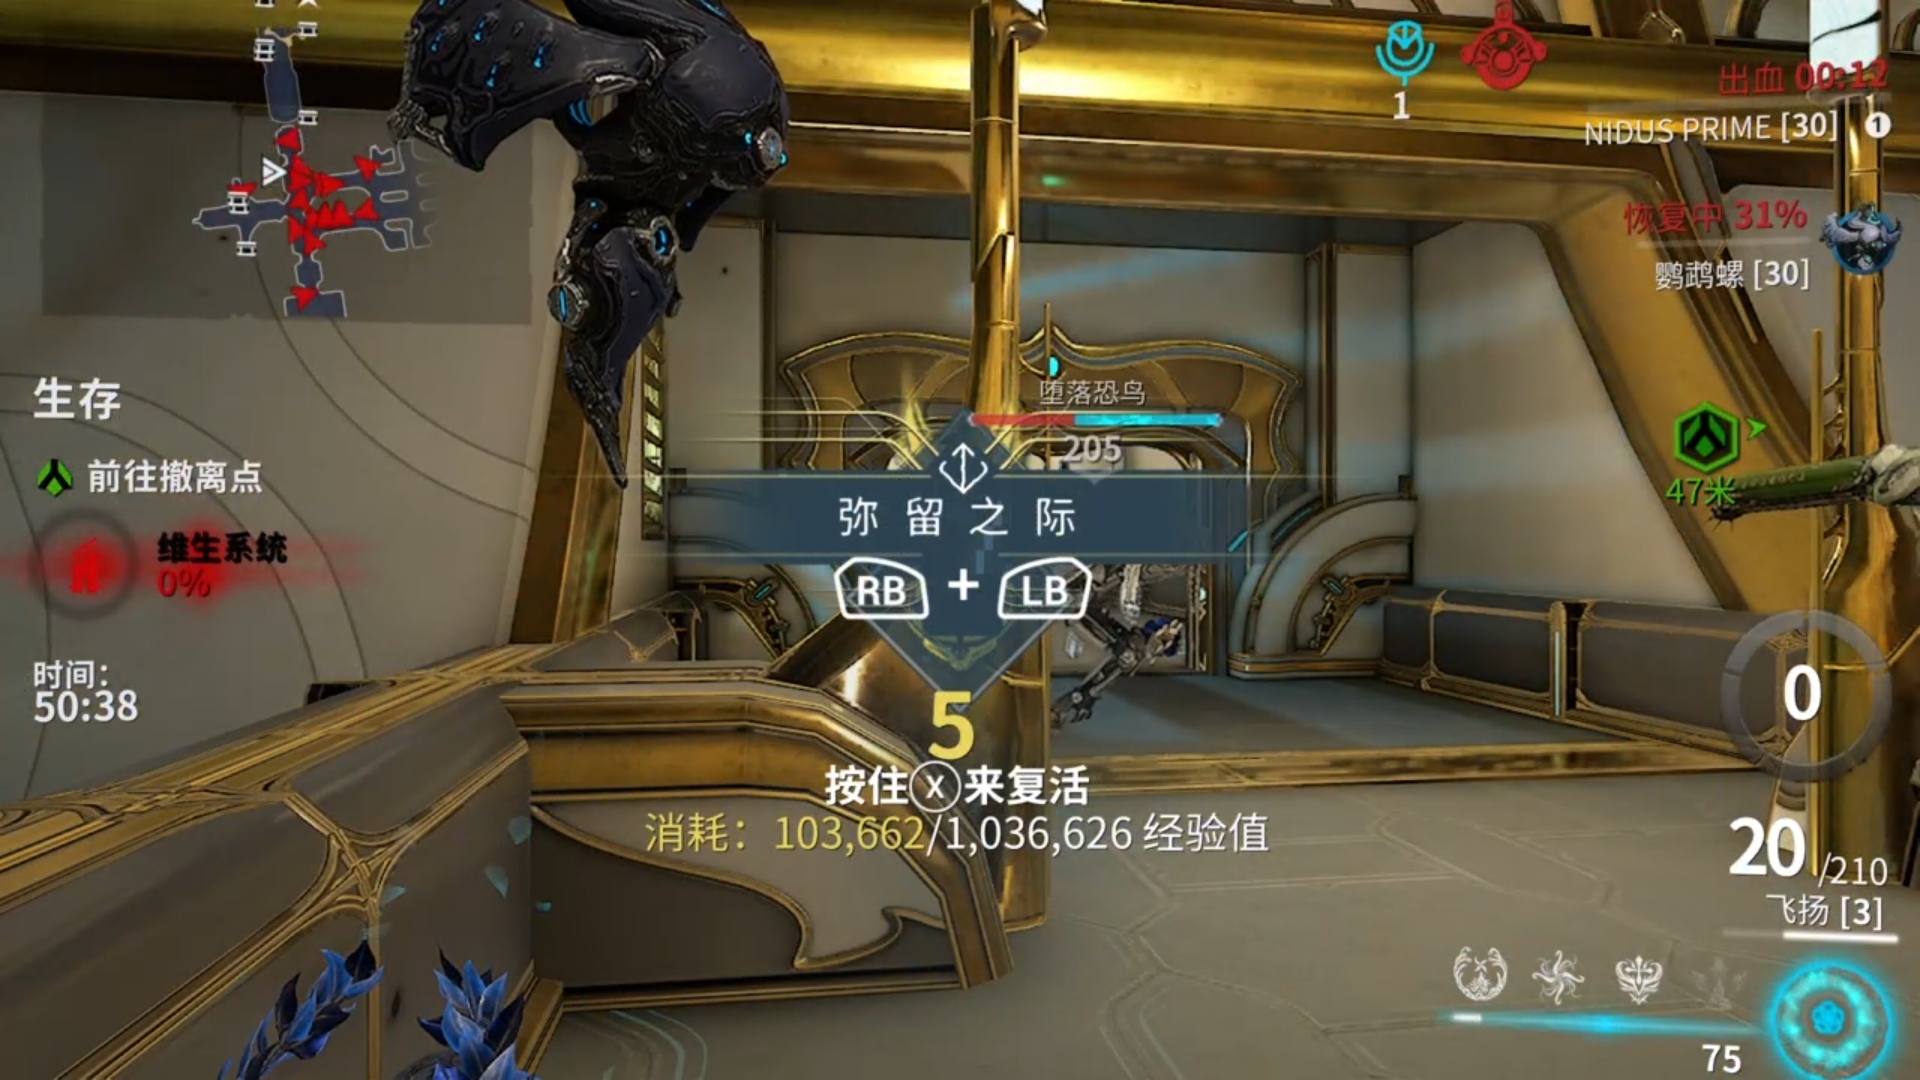 1
出血 00:12
1
NIDUS PRIME [30] 1
恢复中 31%
鹦鹉螺 [30]
生存
前往撤离点
维生系统
0%
时间:
50:38
堕落恐鸟
205
弥留之际
RB + LB
5
按住 X 来复活
消耗: 103,662/1,036,626 经验值
47米
0
20 /210
飞扬 [3]
75